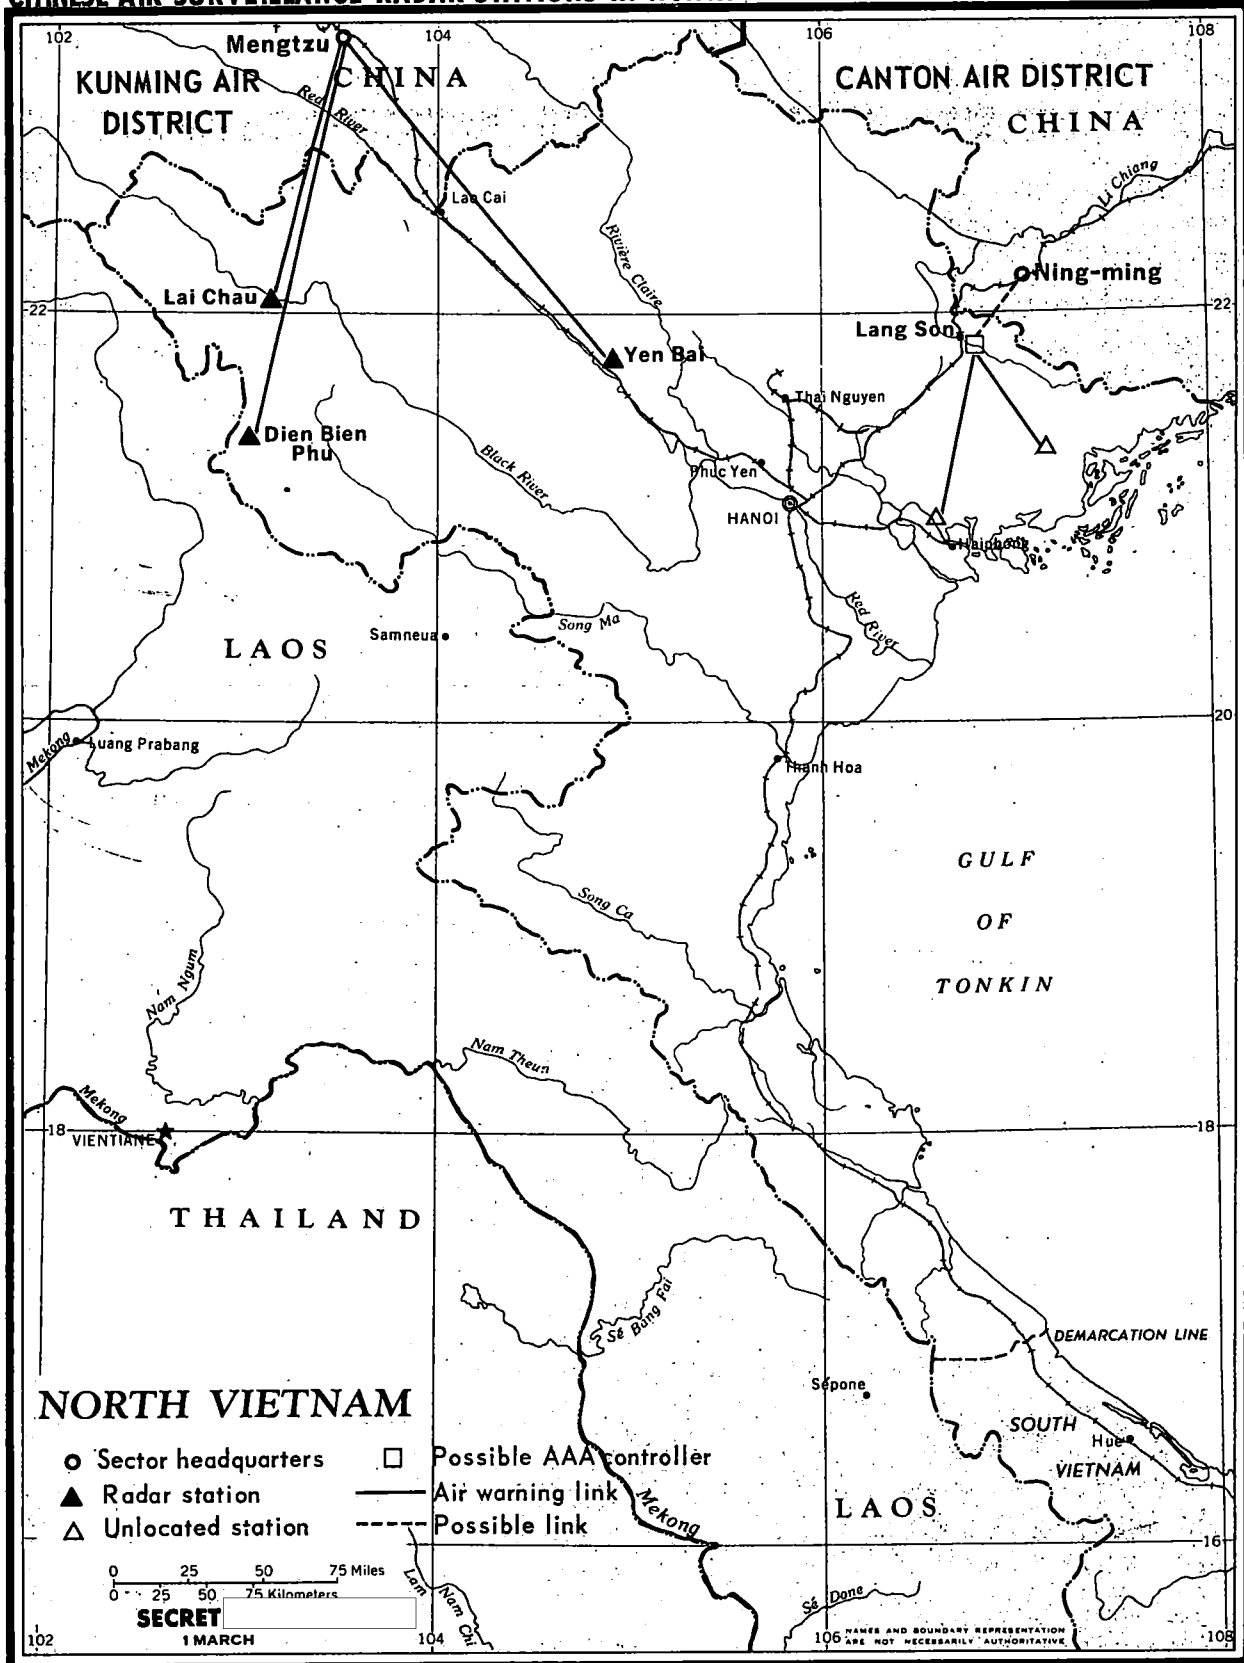 102
104
106
108
Mengtzu
KUNMING AIR
DISTRICT
CHINA
CANTON AIR DISTRICT
CHINA
Red River
Lao Cai
Li Chiang
Rivière Claire
Ning-ming
Lai Chau
22
22
Lang Son
Yen Bai
Thai Nguyen
Dien Bien
Phu
Black River
Phuc Yen
HANOI
Haiphong
Song Ma
Red River
Samneua
LAOS
20
Mekong
Luang Prabang
Thanh Hoa
GULF
OF
TONKIN
Song Ca
Nam Ngum
Nam Theun
Mekong
18
VIENTIANE
18
THAILAND
Sé Bang Fai
DEMARCATION LINE
Sépone
SOUTH
Hue
VIETNAM
NORTH VIETNAM
Sector headquarters
Possible AAA controller
Radar station
Air warning link
Unlocated station
Possible link
Mekong
LAOS
16
0 25 50 75 Miles
0 25 50 75 Kilometers
Lam
Nam Chi
Sé Done
SECRET
1 MARCH
NAMES AND BOUNDARY REPRESENTATION
ARE NOT NECESSARILY AUTHORITATIVE
102
104
106
108